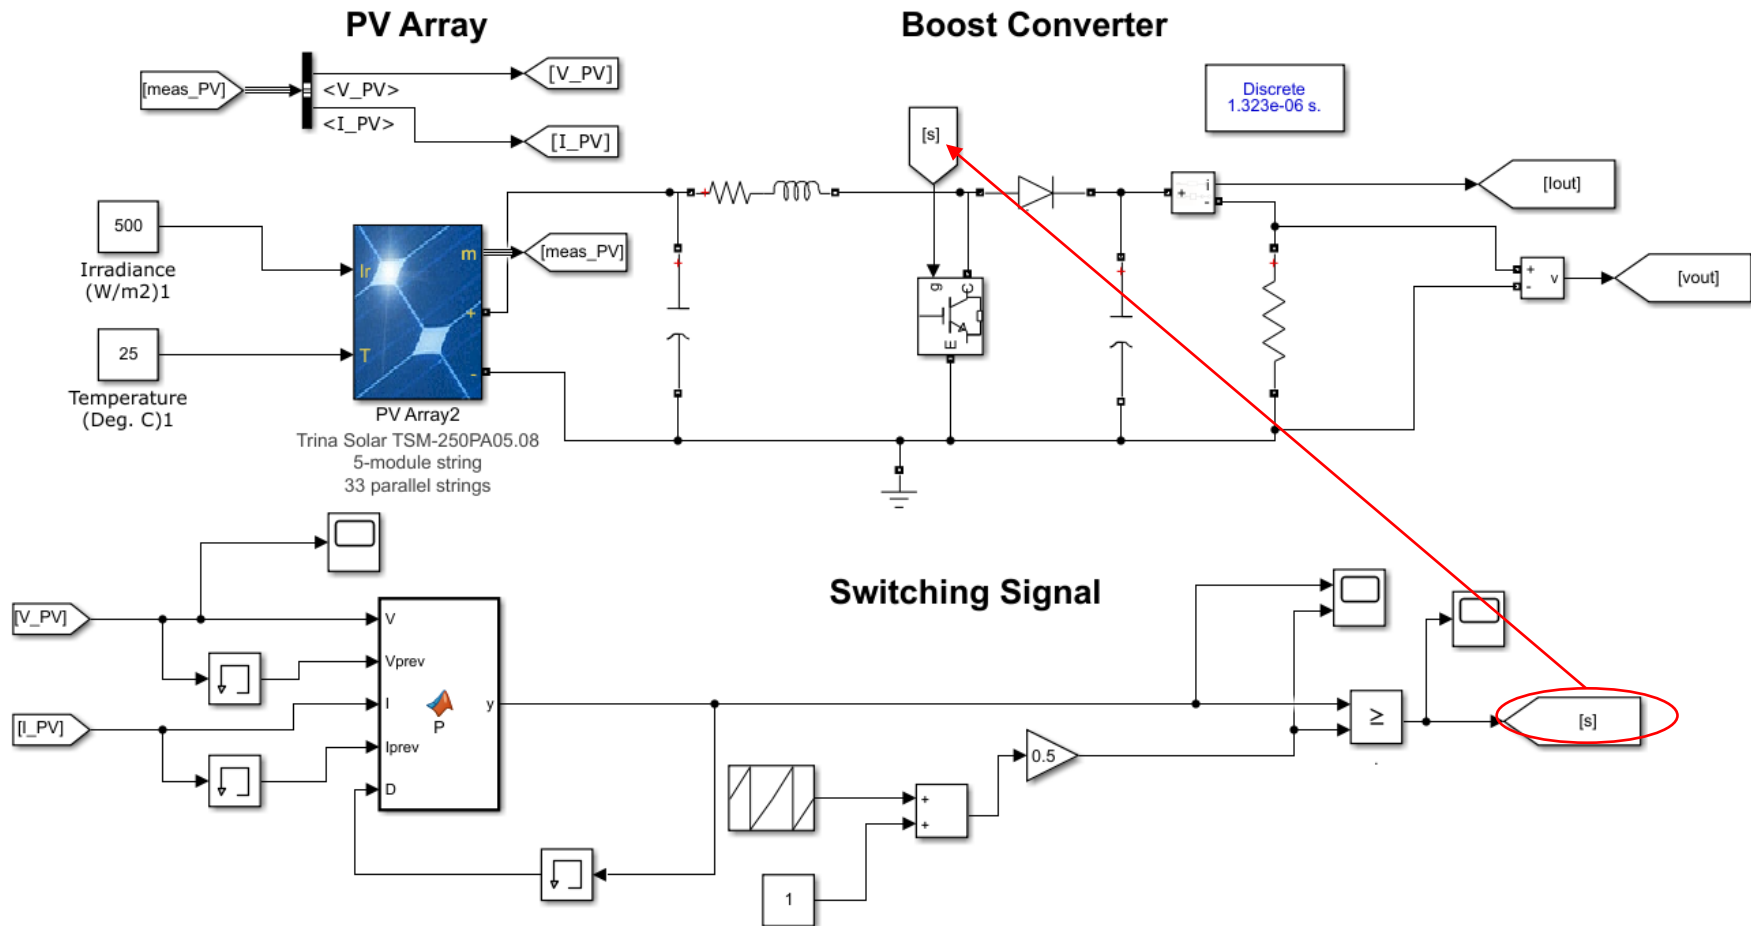 PV Array
Boost Converter
[meas_PV]
<V_PV>
<I_PV>
[V_PV]
[I_PV]
[s]
Discrete
1.323e-06 s.
i
+
-
[Iout]
500
Irradiance
(W/m2)1
25
Temperature
(Deg. C)1
Ir
T
m
+
-
[meas_PV]
PV Array2
Trina Solar TSM-250PA05.08
5-module string
33 parallel strings
+
+
+
+
g
C
E
+
-
v
[vout]
Switching Signal
[V_PV]
[I_PV]
V
Vprev
I
Iprev
D
P
y
+
+
1
0.5
≥
[s]